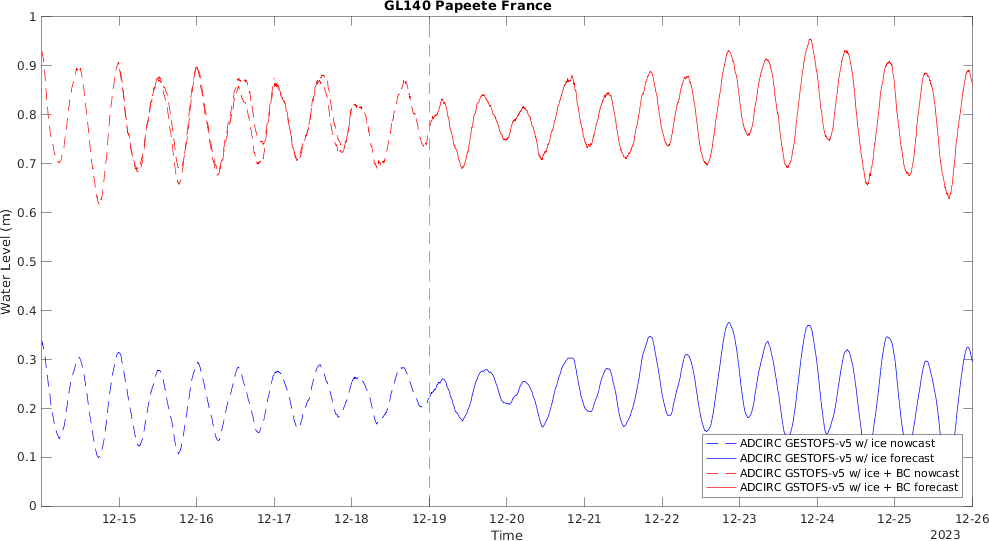 GL140 Papeete France
1
0.9
0.8
0.7
0.6
0.5
0.4
0.3
0.2
0.1
0
Water Level (m)
ADCIRC GESTOFS-v5 w/ ice nowcast
ADCIRC GESTOFS-v5 w/ ice forecast
ADCIRC GSTOFS-v5 w/ ice + BC nowcast
ADCIRC GSTOFS-v5 w/ ice + BC forecast
12-15 12-16 12-17 12-18 12-19 12-20 12-21 12-22 12-23 12-24 12-25 12-26
Time
2023